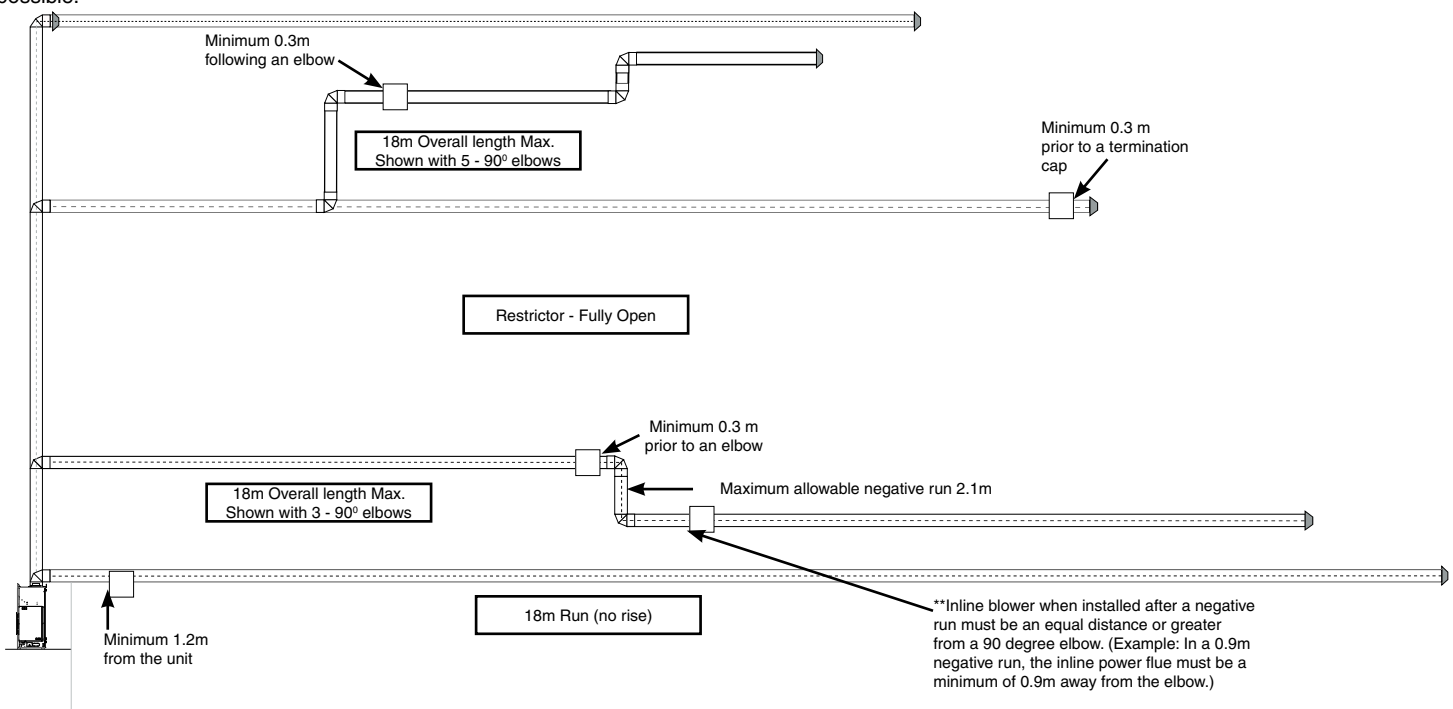 possible.
Minimum 0.3m
following an elbow
18m Overall length Max.
Shown with 5 - 90⁰ elbows
Minimum 0.3 m
prior to a termination
cap
Restrictor - Fully Open
Minimum 0.3 m
prior to an elbow
18m Overall length Max.
Shown with 3 - 90⁰ elbows
Maximum allowable negative run 2.1m
18m Run (no rise)
Minimum 1.2m
from the unit
**Inline blower when installed after a negative
run must be an equal distance or greater
from a 90 degree elbow. (Example: In a 0.9m
negative run, the inline power flue must be a
minimum of 0.9m away from the elbow.)